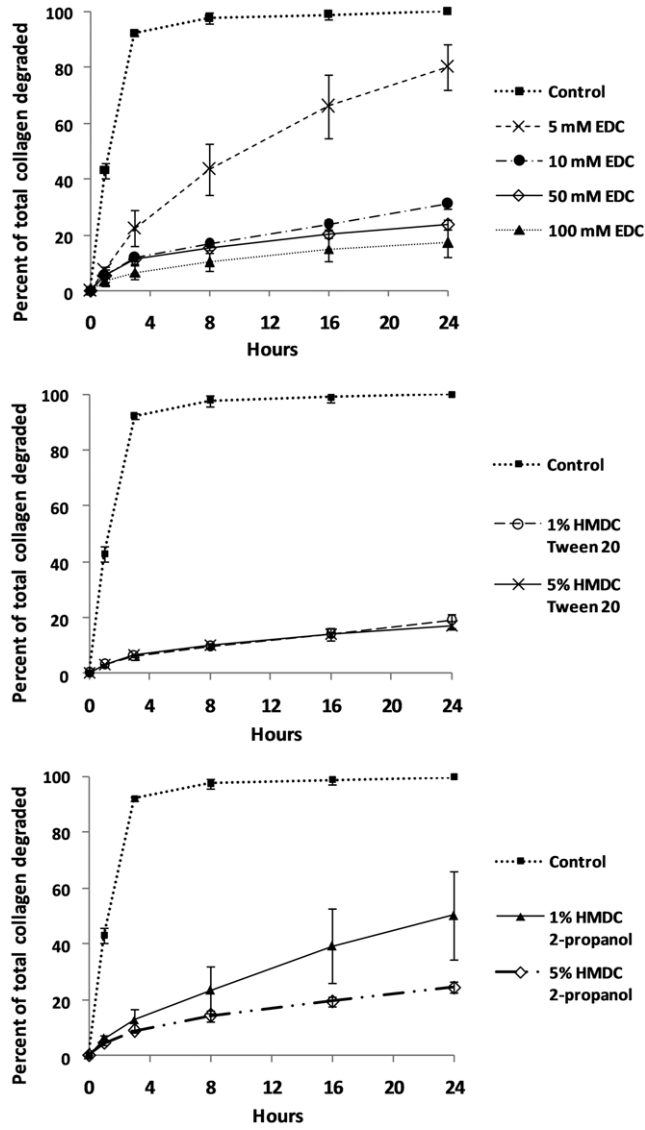 Percent of total collagen degraded
100
80
60
40
20
0
0 4 8 12 16 20 24
Hours
Control
5 mM EDC
10 mM EDC
50 mM EDC
100 mM EDC
Percent of total collagen degraded
100
80
60
40
20
0
0 4 8 12 16 20 24
Hours
Control
1% HMDC
Tween 20
5% HMDC
Tween 20
Percent of total collagen degraded
100
80
60
40
20
0
0 4 8 12 16 20 24
Hours
Control
1% HMDC
2-propanol
5% HMDC
2-propanol